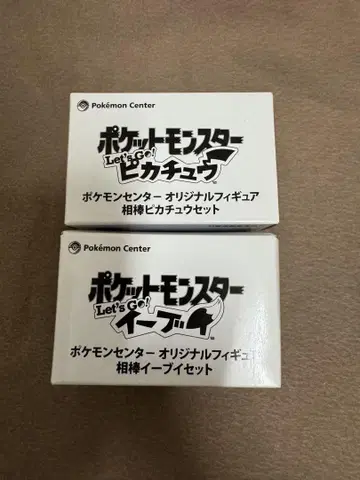 Pokémon Center
ポケットモンスター
Let's Go!
ピカチュウ
ポケモンセンター オリジナルフィギュア
相棒ピカチュウセット
Pokémon Center
ポケットモンスター
Let's Go!
イーブイ
ポケモンセンター オリジナルフィギュア
相棒イーブイセット